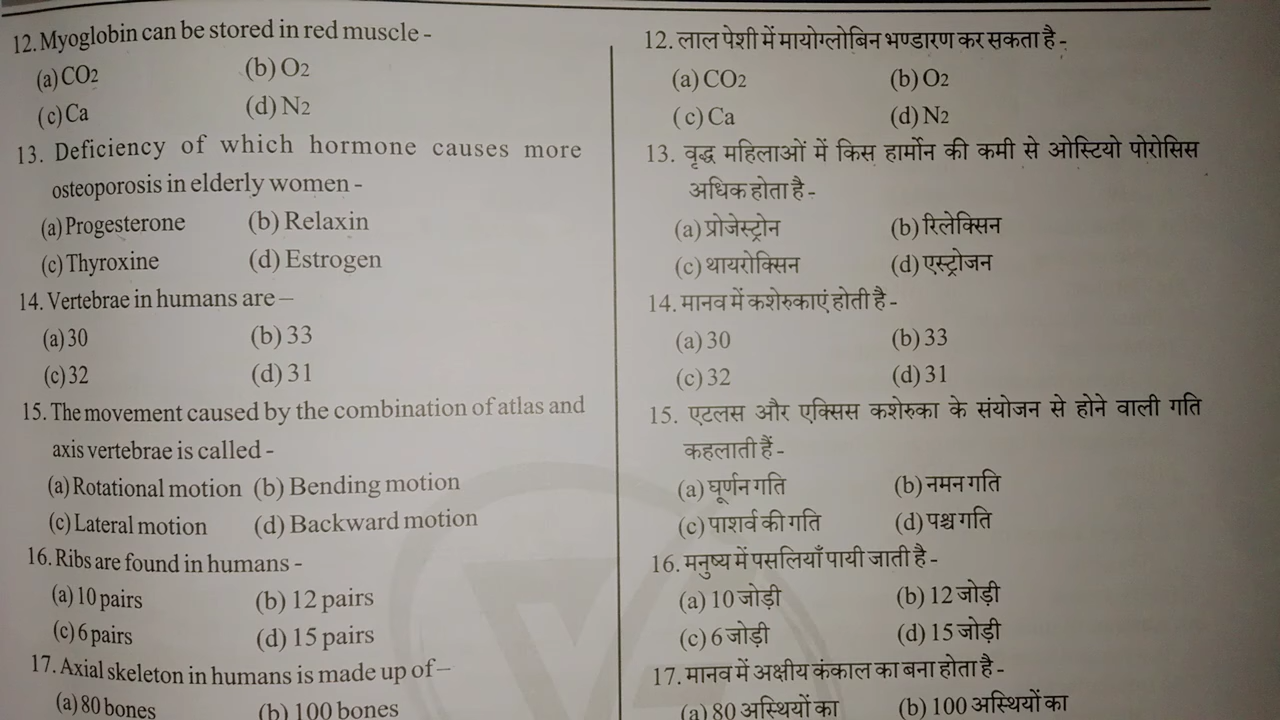 12. Myoglobin can be stored in red muscle -
(a) CO2 (b) O2
(c) Ca (d) N2
13. Deficiency of which hormone causes more
osteoporosis in elderly women -
(a) Progesterone (b) Relaxin
(c) Thyroxine (d) Estrogen
14. Vertebrae in humans are –
(a) 30 (b) 33
(c) 32 (d) 31
15. The movement caused by the combination of atlas and
axis vertebrae is called -
(a) Rotational motion (b) Bending motion
(c) Lateral motion (d) Backward motion
16. Ribs are found in humans -
(a) 10 pairs (b) 12 pairs
(c) 6 pairs (d) 15 pairs
17. Axial skeleton in humans is made up of –
(a) 80 bones (b) 100 bones
12. लाल पेशी में मायोग्लोबिन भण्डारण कर सकता है -
(a) CO2 (b) O2
(c) Ca (d) N2
13. वृद्ध महिलाओं में किस हार्मोन की कमी से ओस्टियो पोरोसिस
अधिक होता है -
(a) प्रोजेस्ट्रोन (b) रिलेक्सिन
(c) थायरोक्सिन (d) एस्ट्रोजन
14. मानव में कशेरुकाएं होती है -
(a) 30 (b) 33
(c) 32 (d) 31
15. एटलस और एक्सिस कशेरुका के संयोजन से होने वाली गति
कहलाती हैं -
(a) घूर्णन गति (b) नमन गति
(c) पाशर्व की गति (d) पश्च गति
16. मनुष्य में पसलियाँ पायी जाती है -
(a) 10 जोड़ी (b) 12 जोड़ी
(c) 6 जोड़ी (d) 15 जोड़ी
17. मानव में अक्षीय कंकाल का बना होता है -
(a) 80 अस्थियों का (b) 100 अस्थियों का